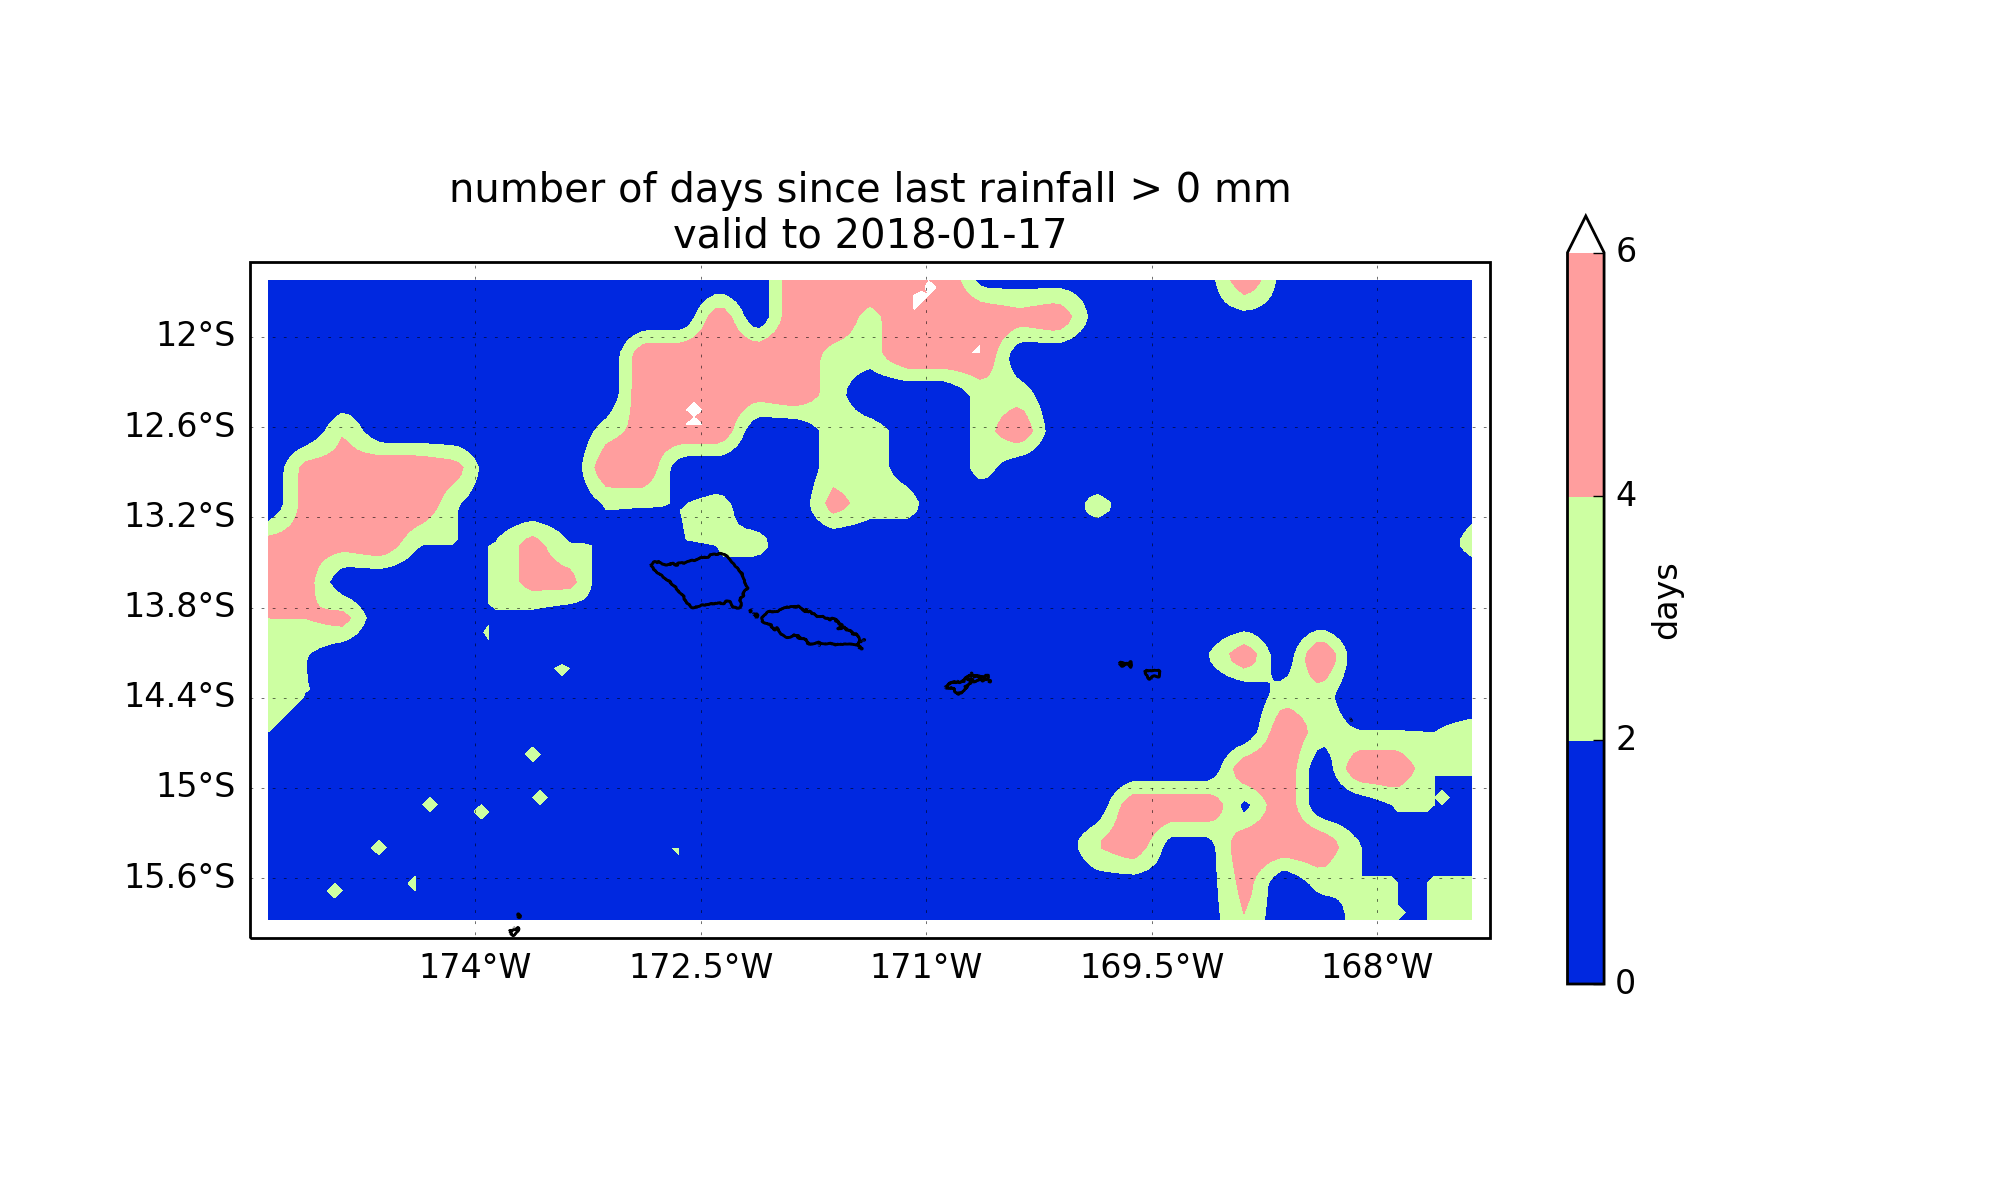 number of days since last rainfall > 0 mm
valid to 2018-01-17
12°S
12.6°S
13.2°S
13.8°S
14.4°S
15°S
15.6°S
174°W
172.5°W
171°W
169.5°W
168°W
6
4
2
0
days